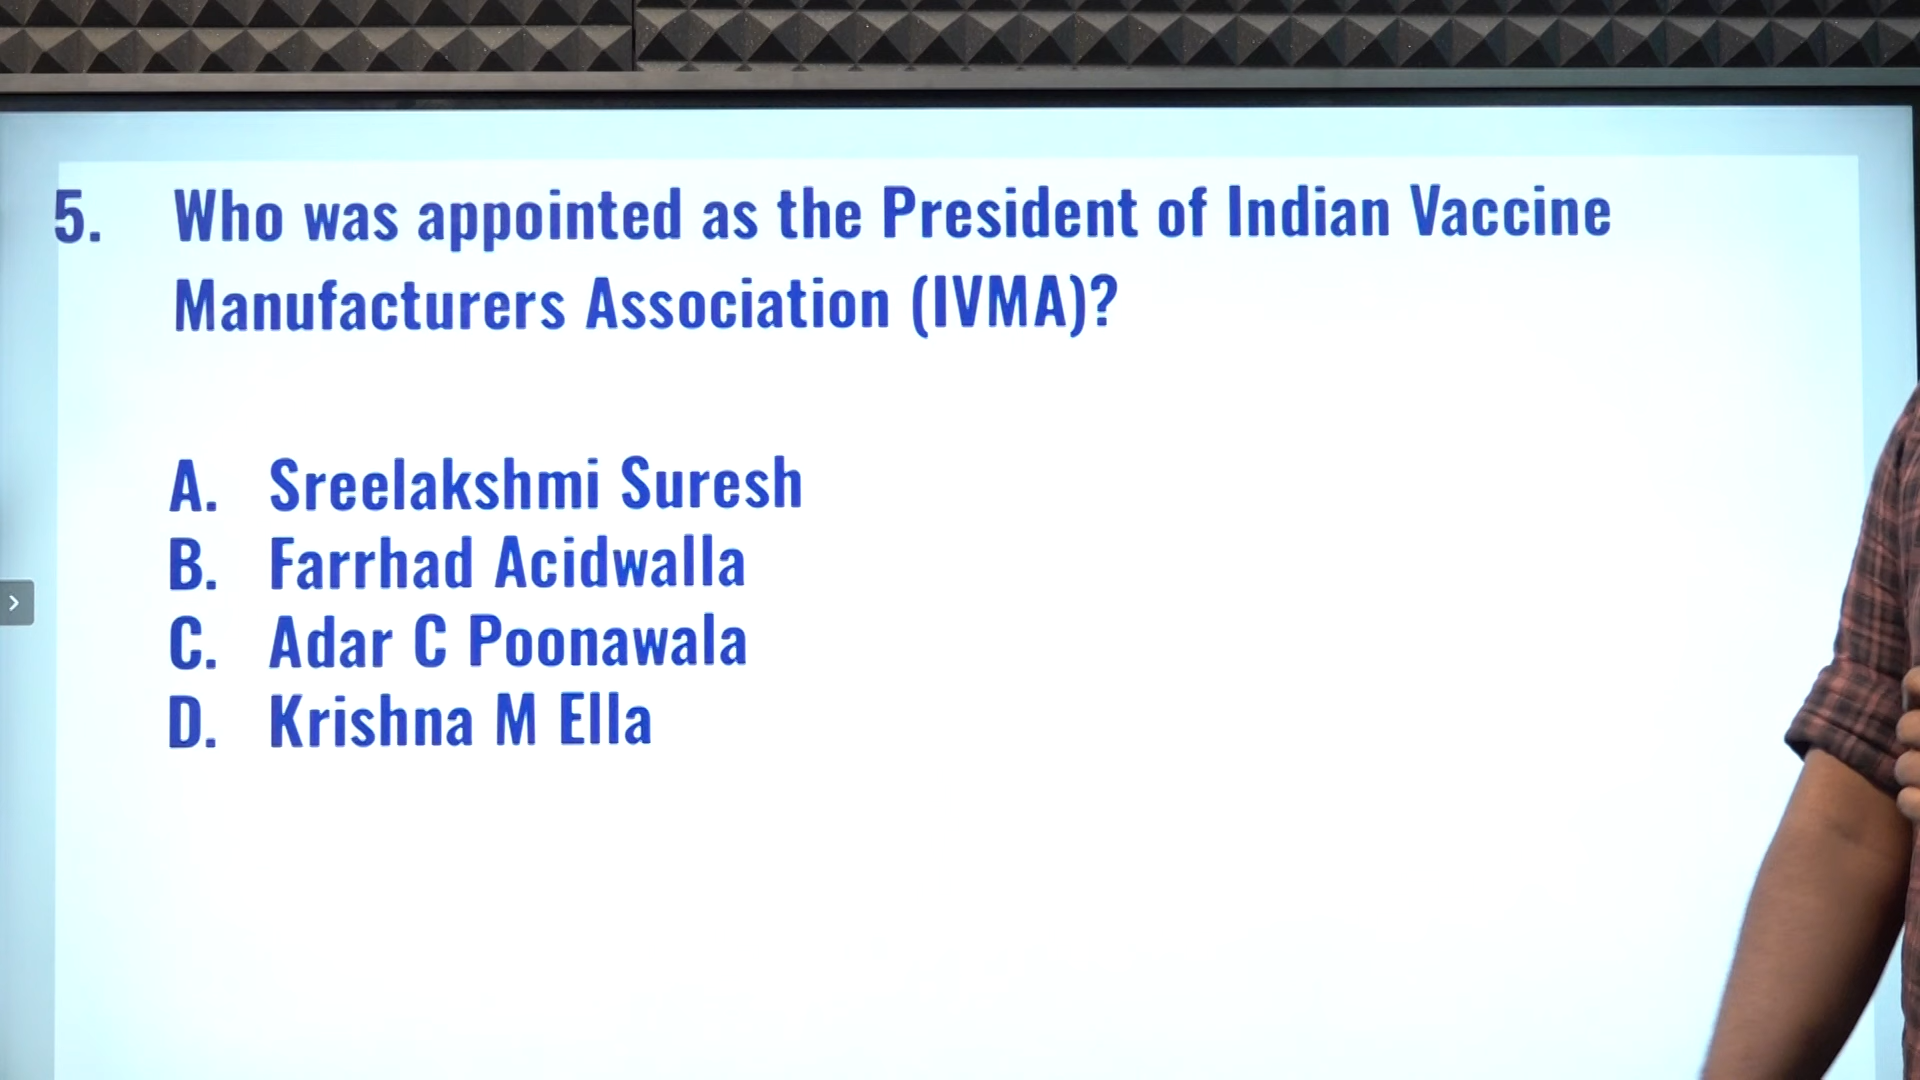 5. Who was appointed as the President of Indian Vaccine
Manufacturers Association (IVMA)?
A. Sreelakshmi Suresh
B. Farrhad Acidwalla
C. Adar C Poonawala
D. Krishna M Ella